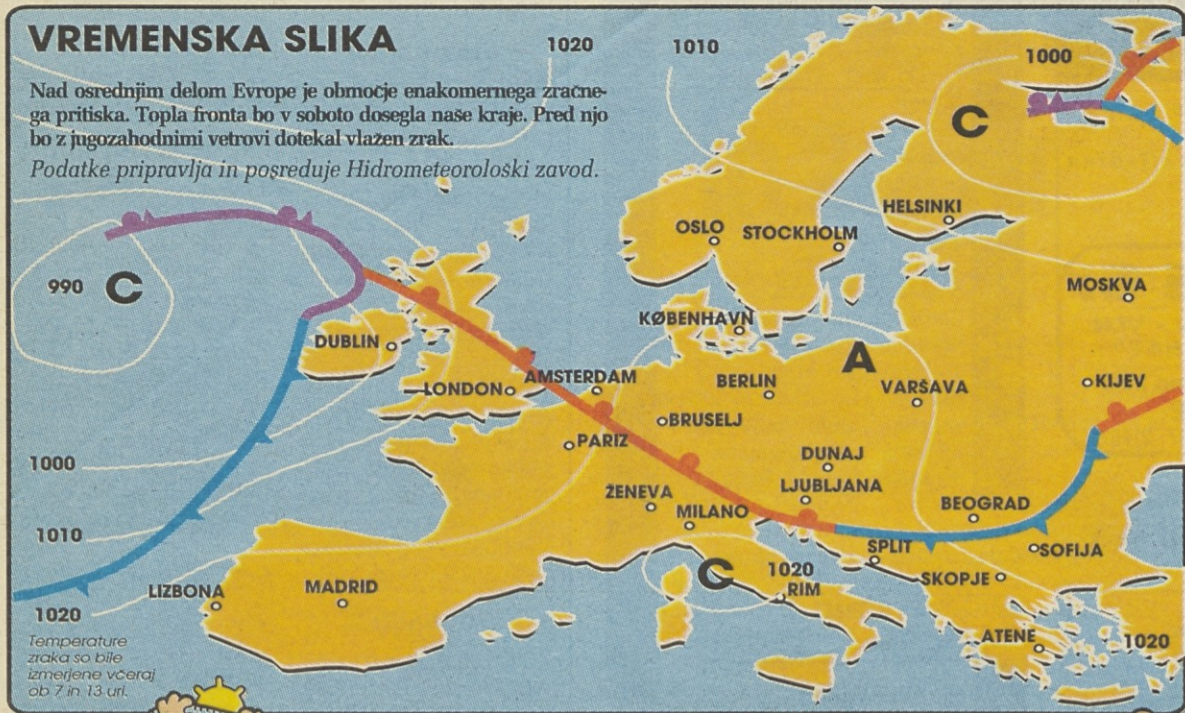 VREMENSKA SLIKA
Nad osrednjim delom Evrope je območje enakomernega zračne-
ga pritiska. Topla fronta bo v soboto dosegla naše kraje. Pred njo
bo z jugozahodnimi vetrovi dotekal vlažen zrak.
Podatke pripravlja in posreduje Hidrometeorološki zavod.
1020
1010
1000
C
HELSINKI
OSLO
STOCKHOLM
990
C
MOSKVA
KØBENHAVN
DUBLIN
A
AMSTERDAM
BERLIN
VARŠAVA
KIJEV
LONDON
BRUSELJ
PARIZ
DUNAJ
1000
LJUBLJANA
ŽENEVA
MILANO
BEOGRAD
1010
SPLIT
SOFIJA
C
1020
RIM
SKOPJE
LIZBONA
MADRID
1020
ATENE
1020
Temperature
zraka so bile
izmerjene včeraj
ob 7 in 13 uri.